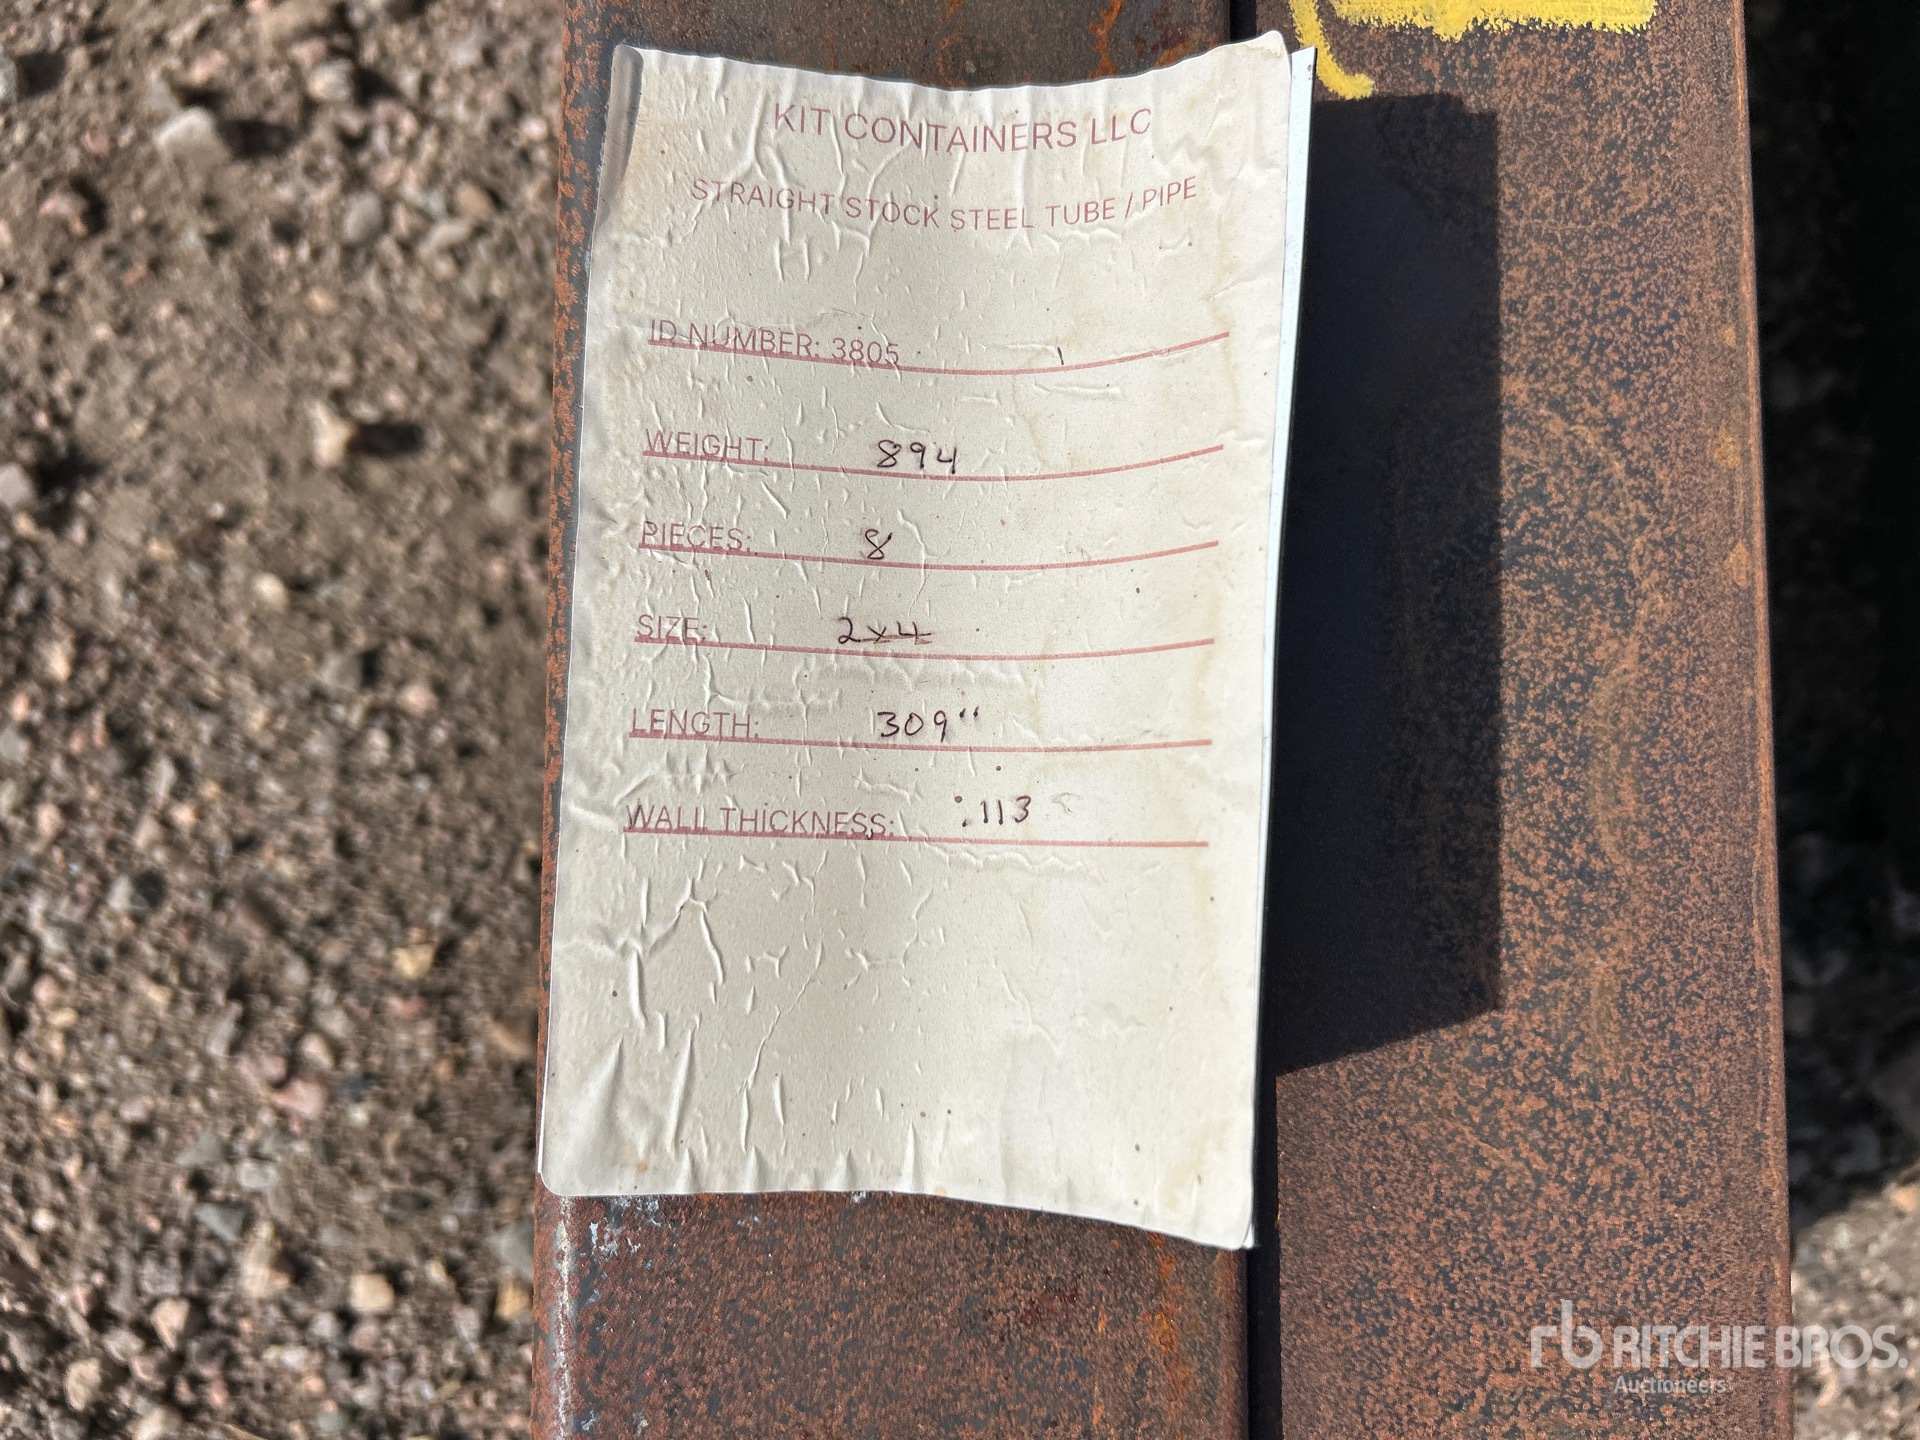 KIT CONTAINERS LLC
STRAIGHT STOCK STEEL TUBE / PIPE
ID NUMBER: 3805
WEIGHT: 894
PIECES: 8
SIZE: 2x4
LENGTH: 309"
WALL THICKNESS: .113
rb RITCHIE BROS.
Auctioneers